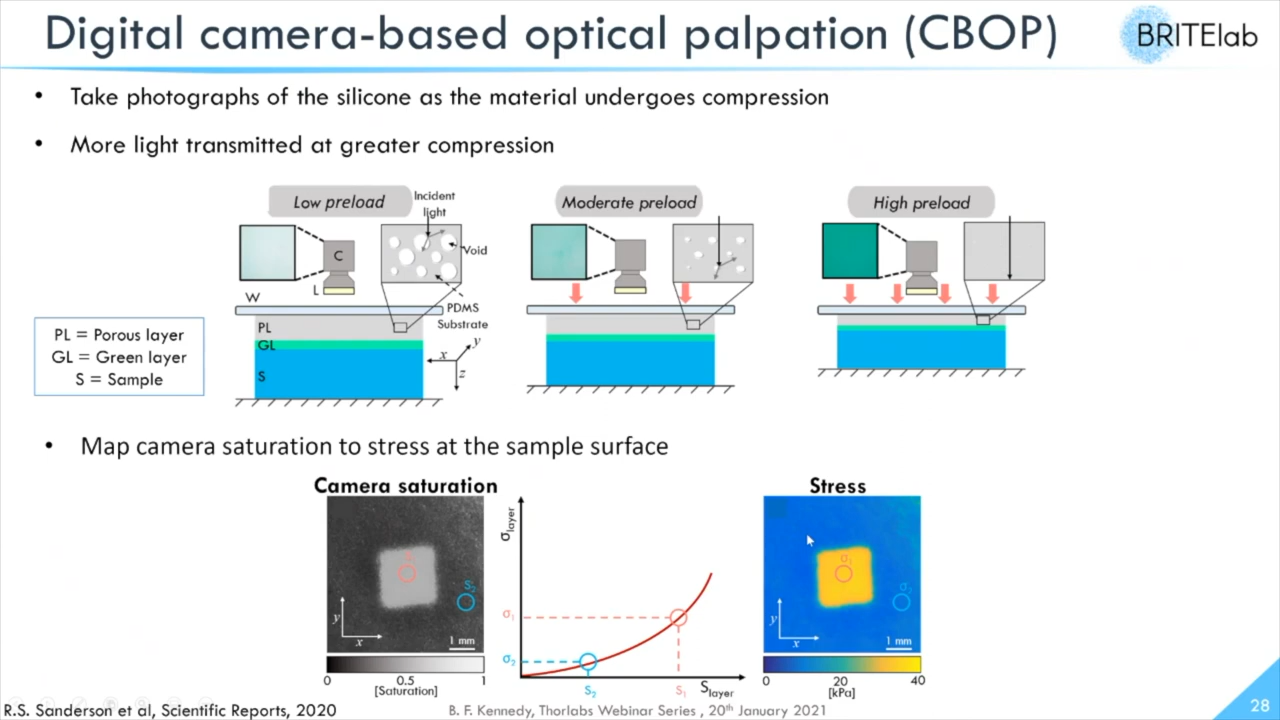 Digital camera-based optical palpation (CBOP)
BRITElab
• Take photographs of the silicone as the material undergoes compression
• More light transmitted at greater compression
Low preload
Incident
light
Void
C
L
W
PDMS
Substrate
PL
GL
S
x
y
z
Moderate preload
High preload
PL = Porous layer
GL = Green layer
S = Sample
• Map camera saturation to stress at the sample surface
Camera saturation
S₂
y
x
1 mm
0 0.5 1
[Saturation]
σlayer
σ₁
σ₂
S₂
S₁
Slayer
Stress
σ₁
σ₂
y
x
1 mm
0 20 40
[kPa]
R.S. Sanderson et al, Scientific Reports, 2020
B. F. Kennedy, Thorlabs Webinar Series , 20th January 2021
28